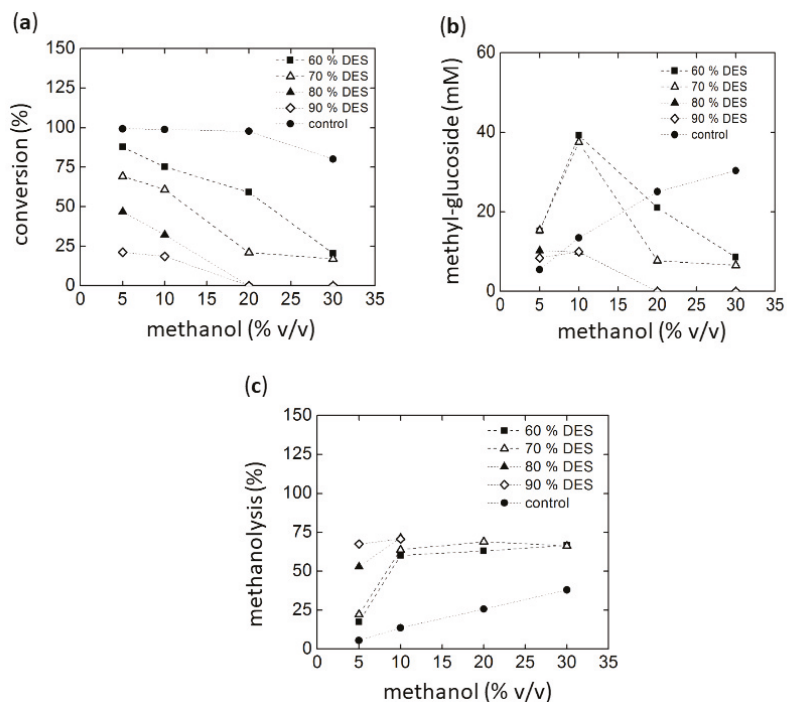 (a)
150
125
100
75
50
25
0
conversion (%)
60 % DES
70 % DES
80 % DES
90 % DES
control
0 5 10 15 20 25 30 35
methanol (% v/v)
(b)
60
40
20
0
methyl-glucoside (mM)
60 % DES
70 % DES
80 % DES
90 % DES
control
0 5 10 15 20 25 30 35
methanol (% v/v)
(c)
150
125
100
75
50
25
0
methanolysis (%)
60 % DES
70 % DES
80 % DES
90 % DES
control
0 5 10 15 20 25 30 35
methanol (% v/v)